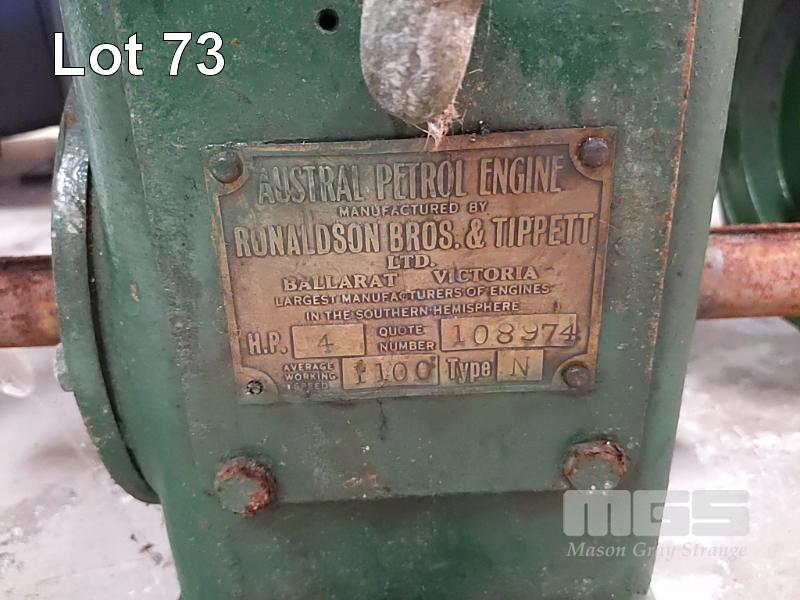 Lot 73
AUSTRAL PETROL ENGINE
MANUFACTURED BY
RONALDSON BROS. & TIPPETT
LTD.
BALLARAT VICTORIA
LARGEST MANUFACTURERS OF ENGINES
IN THE SOUTHERN HEMISPHERE
H.P. 4 QUOTE NUMBER 108974
AVERAGE WORKING SPEED 1100 Type N
MGS
Mason Gray Strange